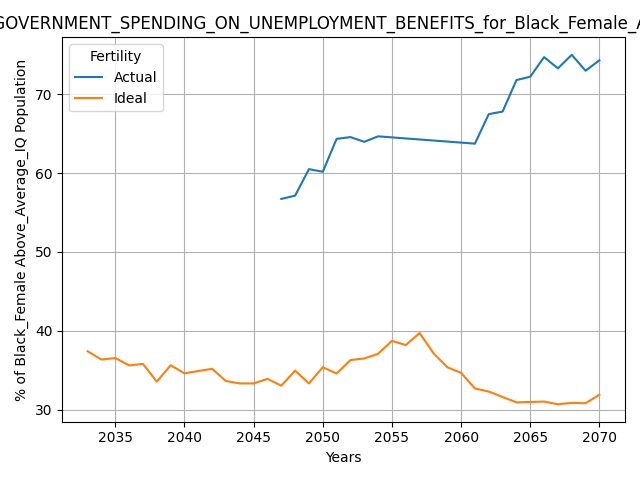 GOVERNMENT_SPENDING_ON_UNEMPLOYMENT_BENEFITS_for_Black_Female_A
Fertility
Actual
Ideal
% of Black_Female Above_Average_IQ Population
70
60
50
40
30
2035 2040 2045 2050 2055 2060 2065 2070
Years